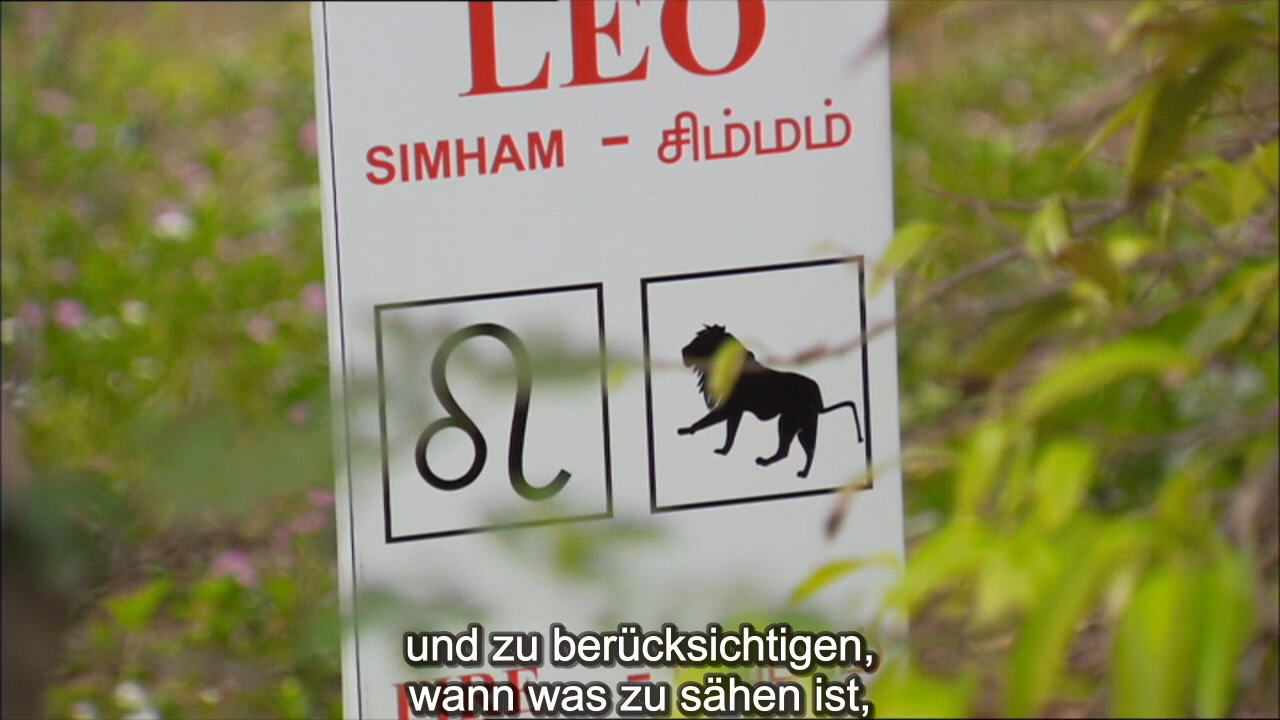 LEO
SIMHAM - சிம்மம்
und zu berücksichtigen,
wann was zu sähen ist,